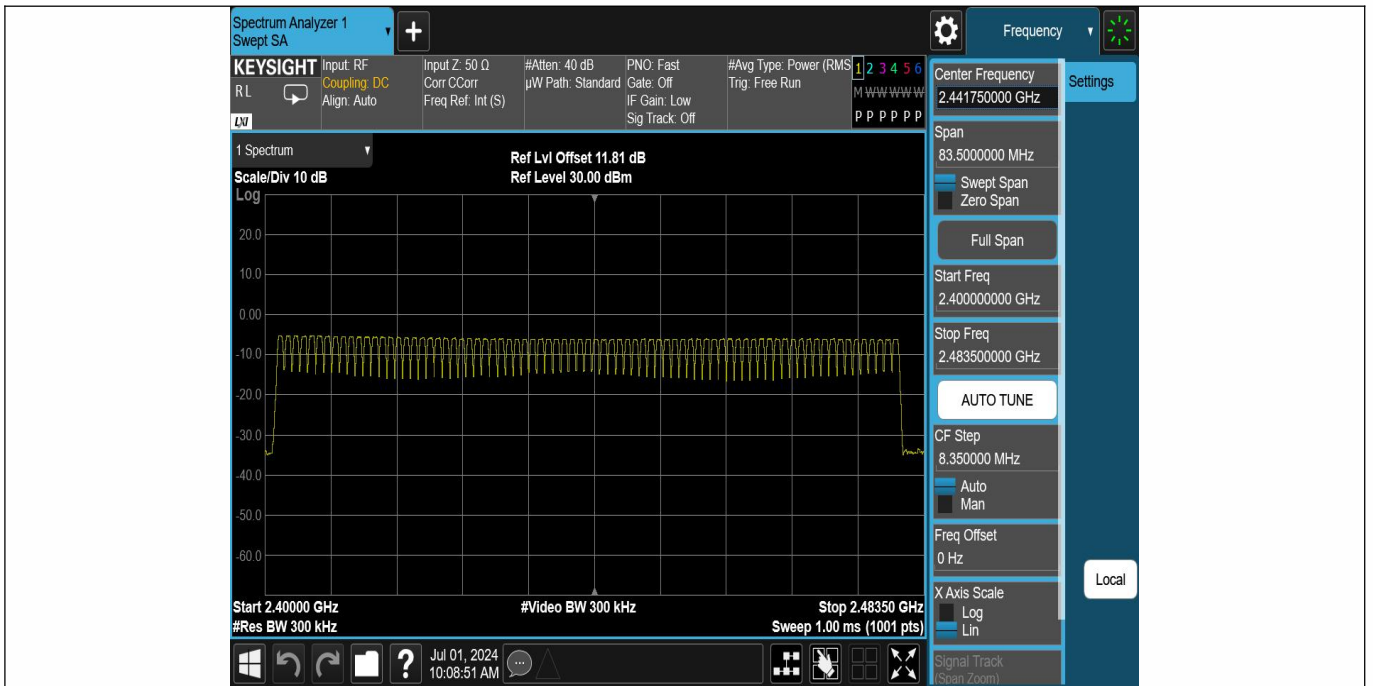 Spectrum Analyzer 1
Swept SA
+
Frequency
KEYSIGHT
RL
LXI
Input: RF
Coupling: DC
Align: Auto
Input Z: 50 Ω
Corr CCorr
Freq Ref: Int (S)
#Atten: 40 dB
µW Path: Standard
PNO: Fast
Gate: Off
IF Gain: Low
Sig Track: Off
#Avg Type: Power (RMS
Trig: Free Run
1 2 3 4 5 6
M W W W W W
P P P P P P
1 Spectrum
Scale/Div 10 dB
Ref Lvl Offset 11.81 dB
Ref Level 30.00 dBm
Log
20.0
10.0
0.00
-10.0
-20.0
-30.0
-40.0
-50.0
-60.0
Start 2.40000 GHz
#Res BW 300 kHz
#Video BW 300 kHz
Stop 2.48350 GHz
Sweep 1.00 ms (1001 pts)
Center Frequency
2.441750000 GHz
Settings
Span
83.5000000 MHz
Swept Span
Zero Span
Full Span
Start Freq
2.400000000 GHz
Stop Freq
2.483500000 GHz
AUTO TUNE
CF Step
8.350000 MHz
Auto
Man
Freq Offset
0 Hz
X Axis Scale
Log
Lin
Local
Signal Track
(Span Zoom)
?
Jul 01, 2024
10:08:51 AM